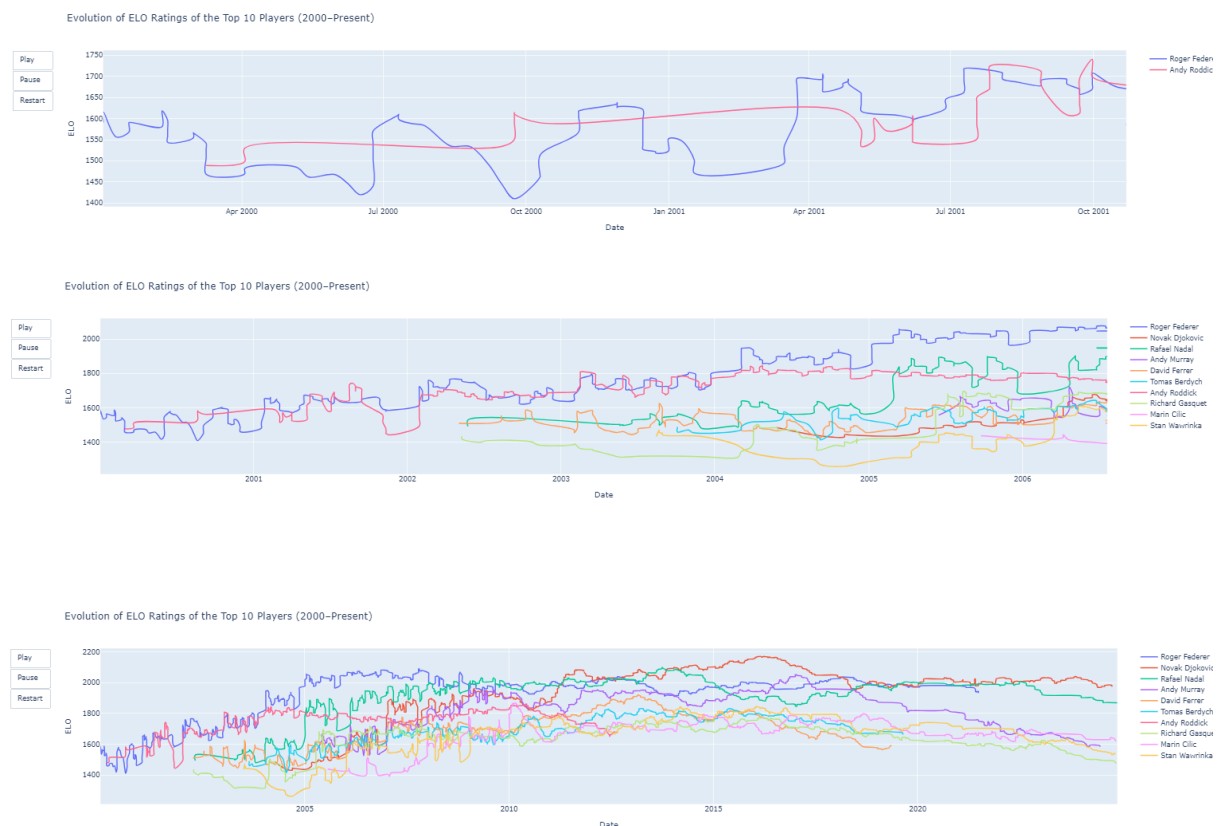 Evolution of ELO Ratings of the Top 10 Players (2000–Present)
Play
Pause
Restart
ELO
1750
1700
1650
1600
1550
1500
1450
1400
Apr 2000
Jul 2000
Oct 2000
Jan 2001
Apr 2001
Jul 2001
Oct 2001
Date
Roger Feder
Andy Roddick
Evolution of ELO Ratings of the Top 10 Players (2000–Present)
Play
Pause
Restart
ELO
2000
1800
1600
1400
2001
2002
2003
2004
2005
2006
Date
Roger Federer
Novak Djokovic
Rafael Nadal
Andy Murray
David Ferrer
Tomas Berdych
Andy Roddick
Richard Gasquet
Marin Cilic
Stan Wawrinka
Evolution of ELO Ratings of the Top 10 Players (2000–Present)
Play
Pause
Restart
ELO
2200
2000
1800
1600
1400
2005
2010
2015
2020
Date
Roger Federer
Novak Djokovic
Rafael Nadal
Andy Murray
David Ferrer
Tomas Berdych
Andy Roddick
Richard Gasquet
Marin Cilic
Stan Wawrinka